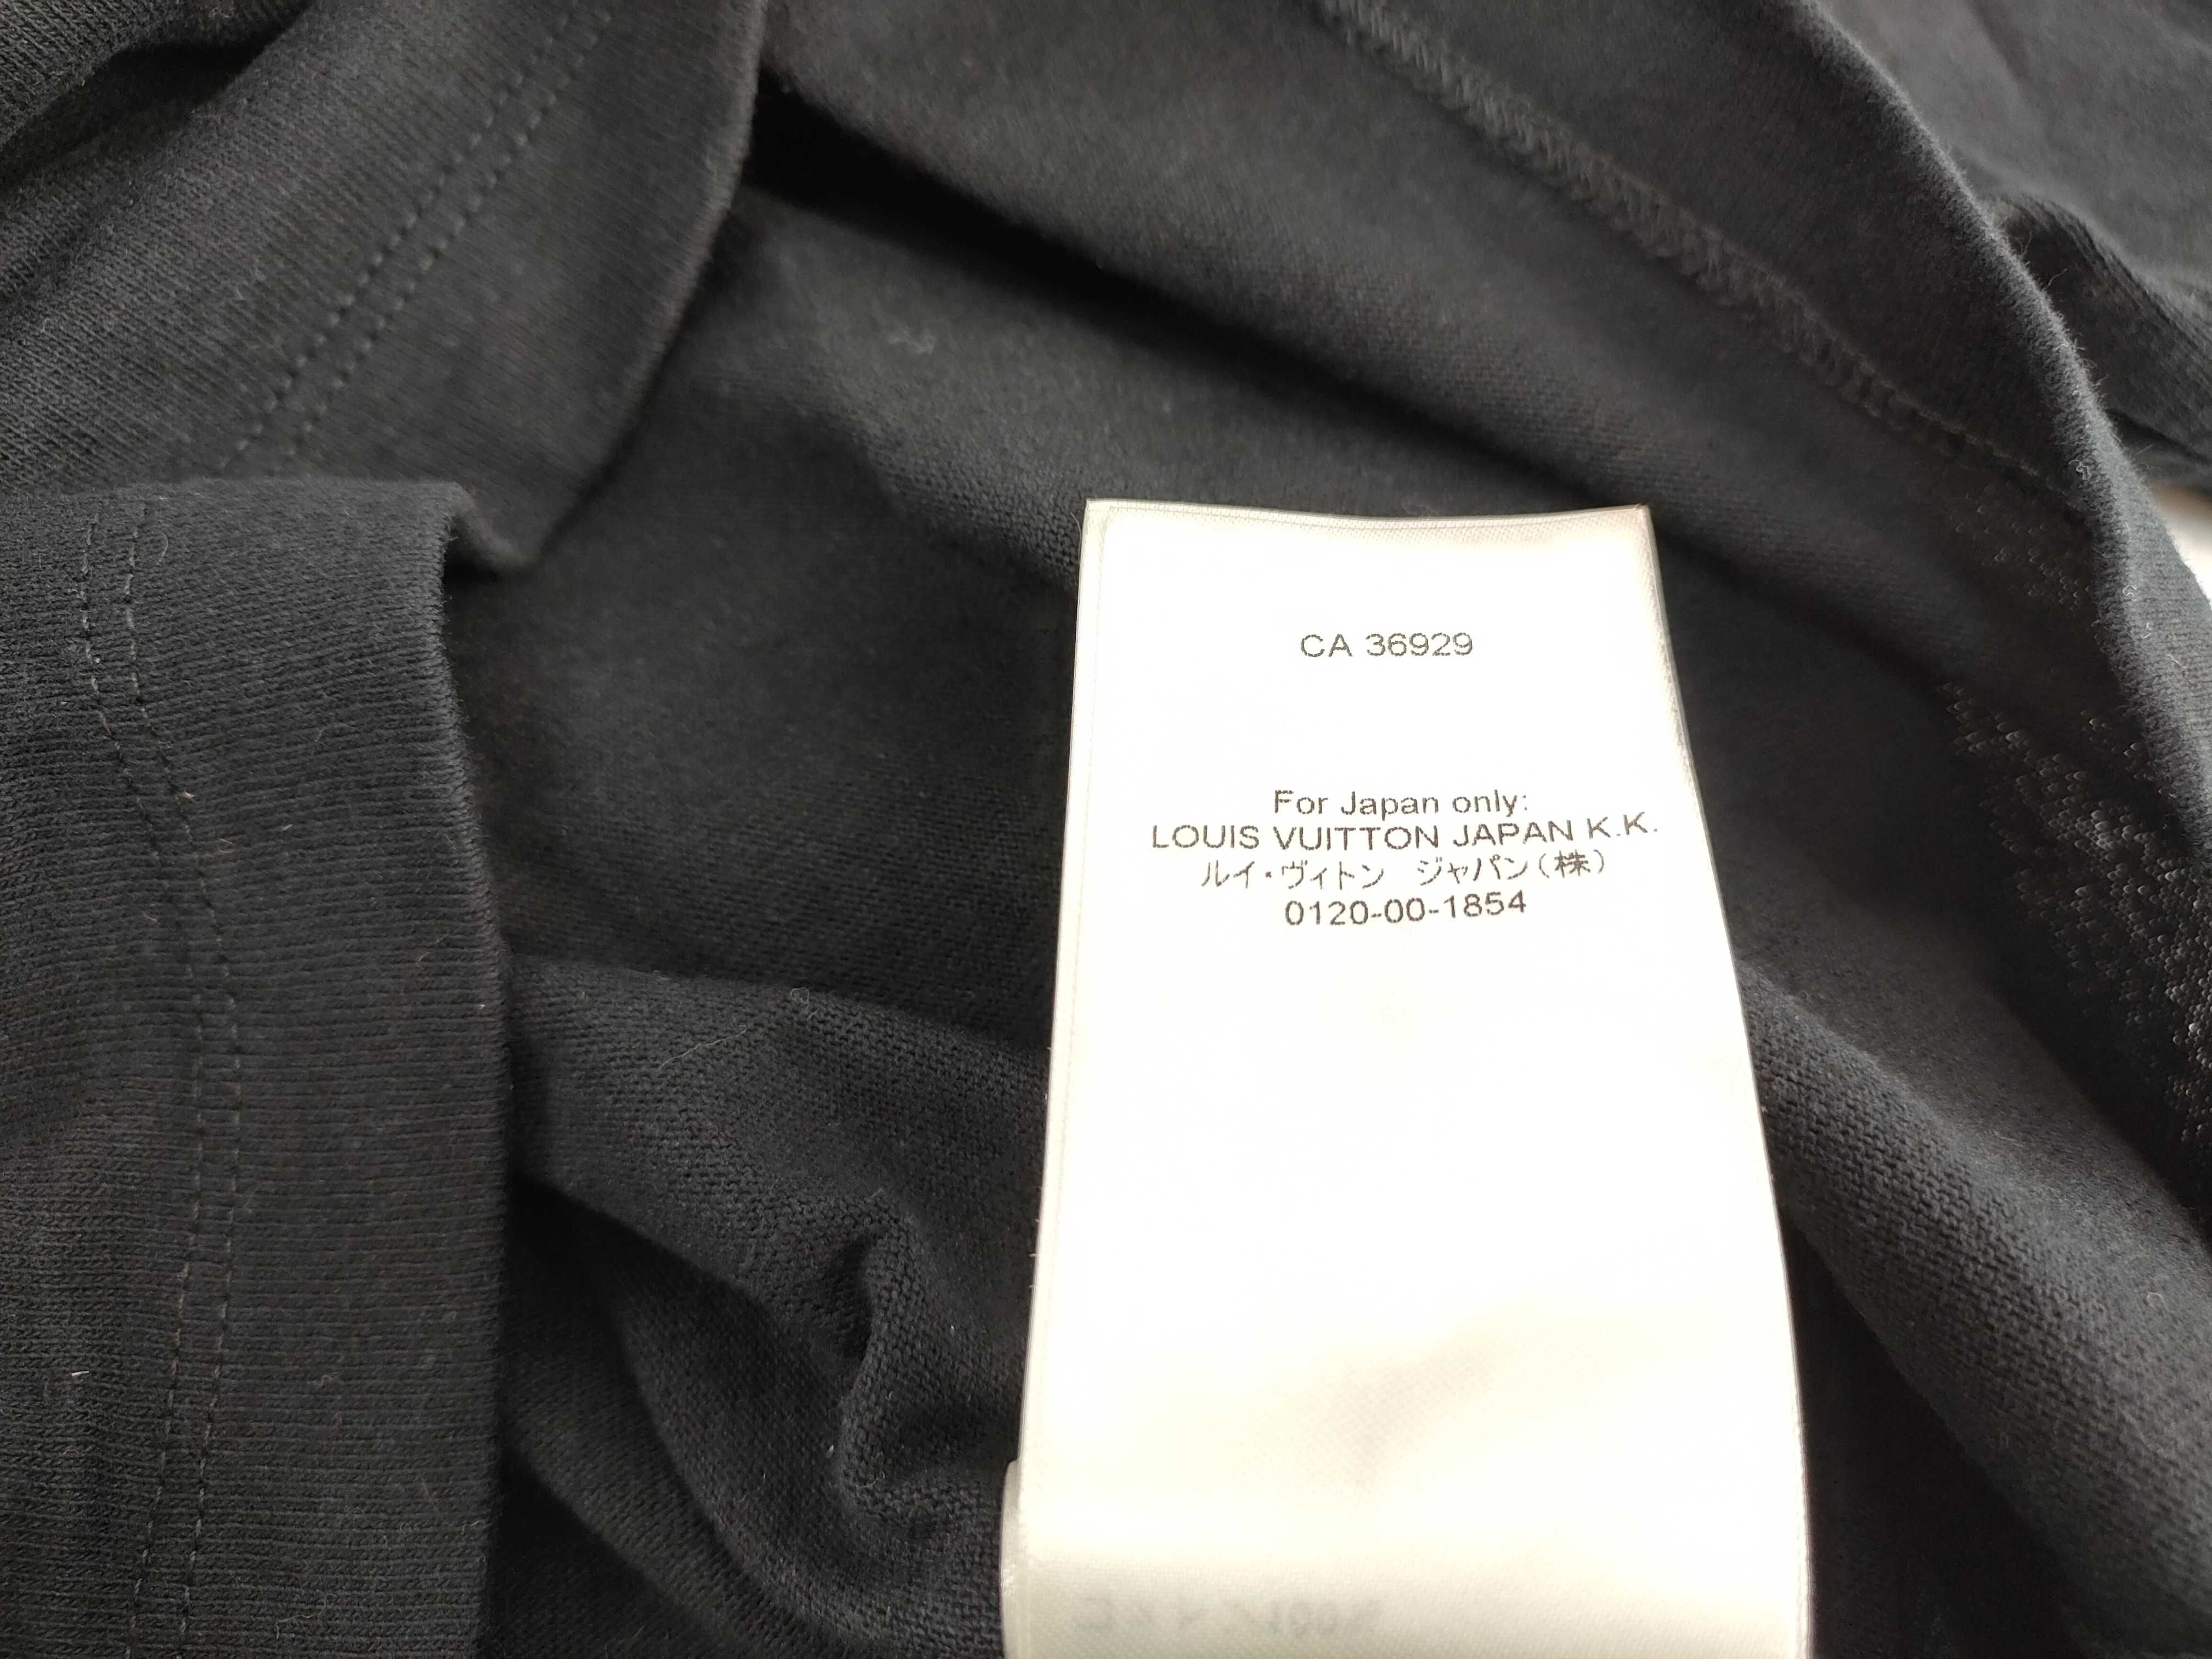 CA 36929
For Japan only:
LOUIS VUITTON JAPAN K.K.
ルイ・ヴィトン ジャパン(株)
0120-00-1854